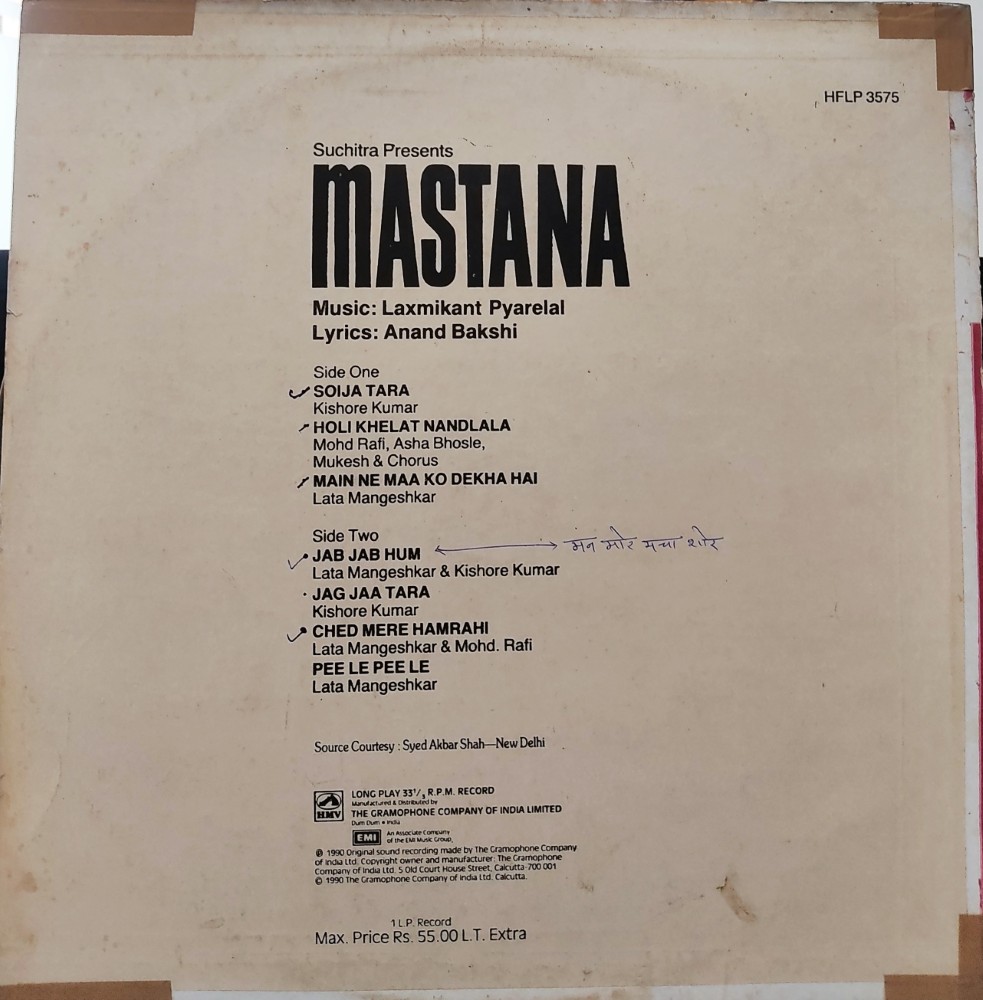 HFLP 3575
Suchitra Presents
MASTANA
Music: Laxmikant Pyarelal
Lyrics: Anand Bakshi
Side One
SOIJA TARA
Kishore Kumar
HOLI KHELAT NANDLALA
Mohd Rafi, Asha Bhosle,
Mukesh & Chorus
MAIN NE MAA KO DEKHA HAI
Lata Mangeshkar
Side Two
JAB JAB HUM मन मोर मचा शोर
Lata Mangeshkar & Kishore Kumar
JAG JAA TARA
Kishore Kumar
CHED MERE HAMRAHI
Lata Mangeshkar & Mohd. Rafi
PEE LE PEE LE
Lata Mangeshkar
Source Courtesy : Syed Akbar Shah—New Delhi
HMV
LONG PLAY 33⅓ R.P.M. RECORD
Manufactured & Distributed by
THE GRAMOPHONE COMPANY OF INDIA LIMITED
Dum Dum • India
EMI
An Associate Company
of the EMI Music Group.
℗ 1990 Original sound recording made by The Gramophone Company
of India Ltd. Copyright owner and manufacturer: The Gramophone
Company of India Ltd. 5 Old Court House Street, Calcutta-700 001
© 1990 The Gramophone Company of India Ltd. Calcutta.
1 L.P. Record
Max. Price Rs. 55.00 L.T. Extra